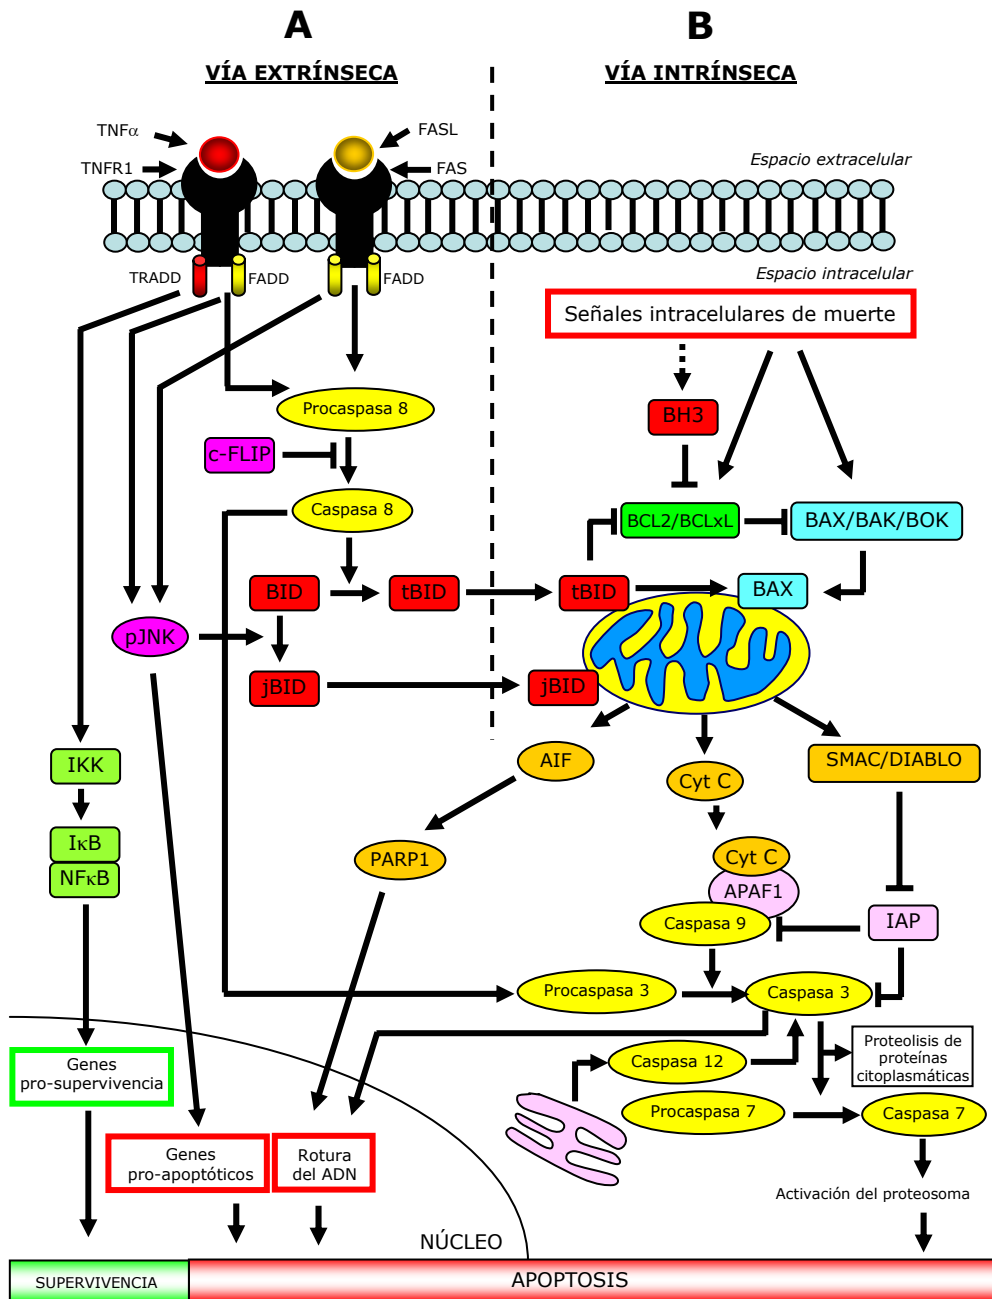 A
B
VÍA EXTRÍNSECA
VÍA INTRÍNSECA
TNFα
FASL
TNFR1
FAS
Espacio extracelular
Espacio intracelular
TRADD
FADD
FADD
Señales intracelulares de muerte
Procaspasa 8
BH3
c-FLIP
Caspasa 8
BCL2/BCLxL
BAX/BAK/BOK
BID
tBID
tBID
BAX
pJNK
jBID
jBID
IKK
AIF
Cyt C
SMAC/DIABLO
IκB
NFκB
PARP1
Cyt C
APAF1
Caspasa 9
IAP
Procaspasa 3
Caspasa 3
Genes
pro-supervivencia
Caspasa 12
Proteolisis de
proteínas
citoplasmáticas
Procaspasa 7
Caspasa 7
Genes
pro-apoptóticos
Rotura
del ADN
Activación del proteosoma
NÚCLEO
SUPERVIVENCIA
APOPTOSIS